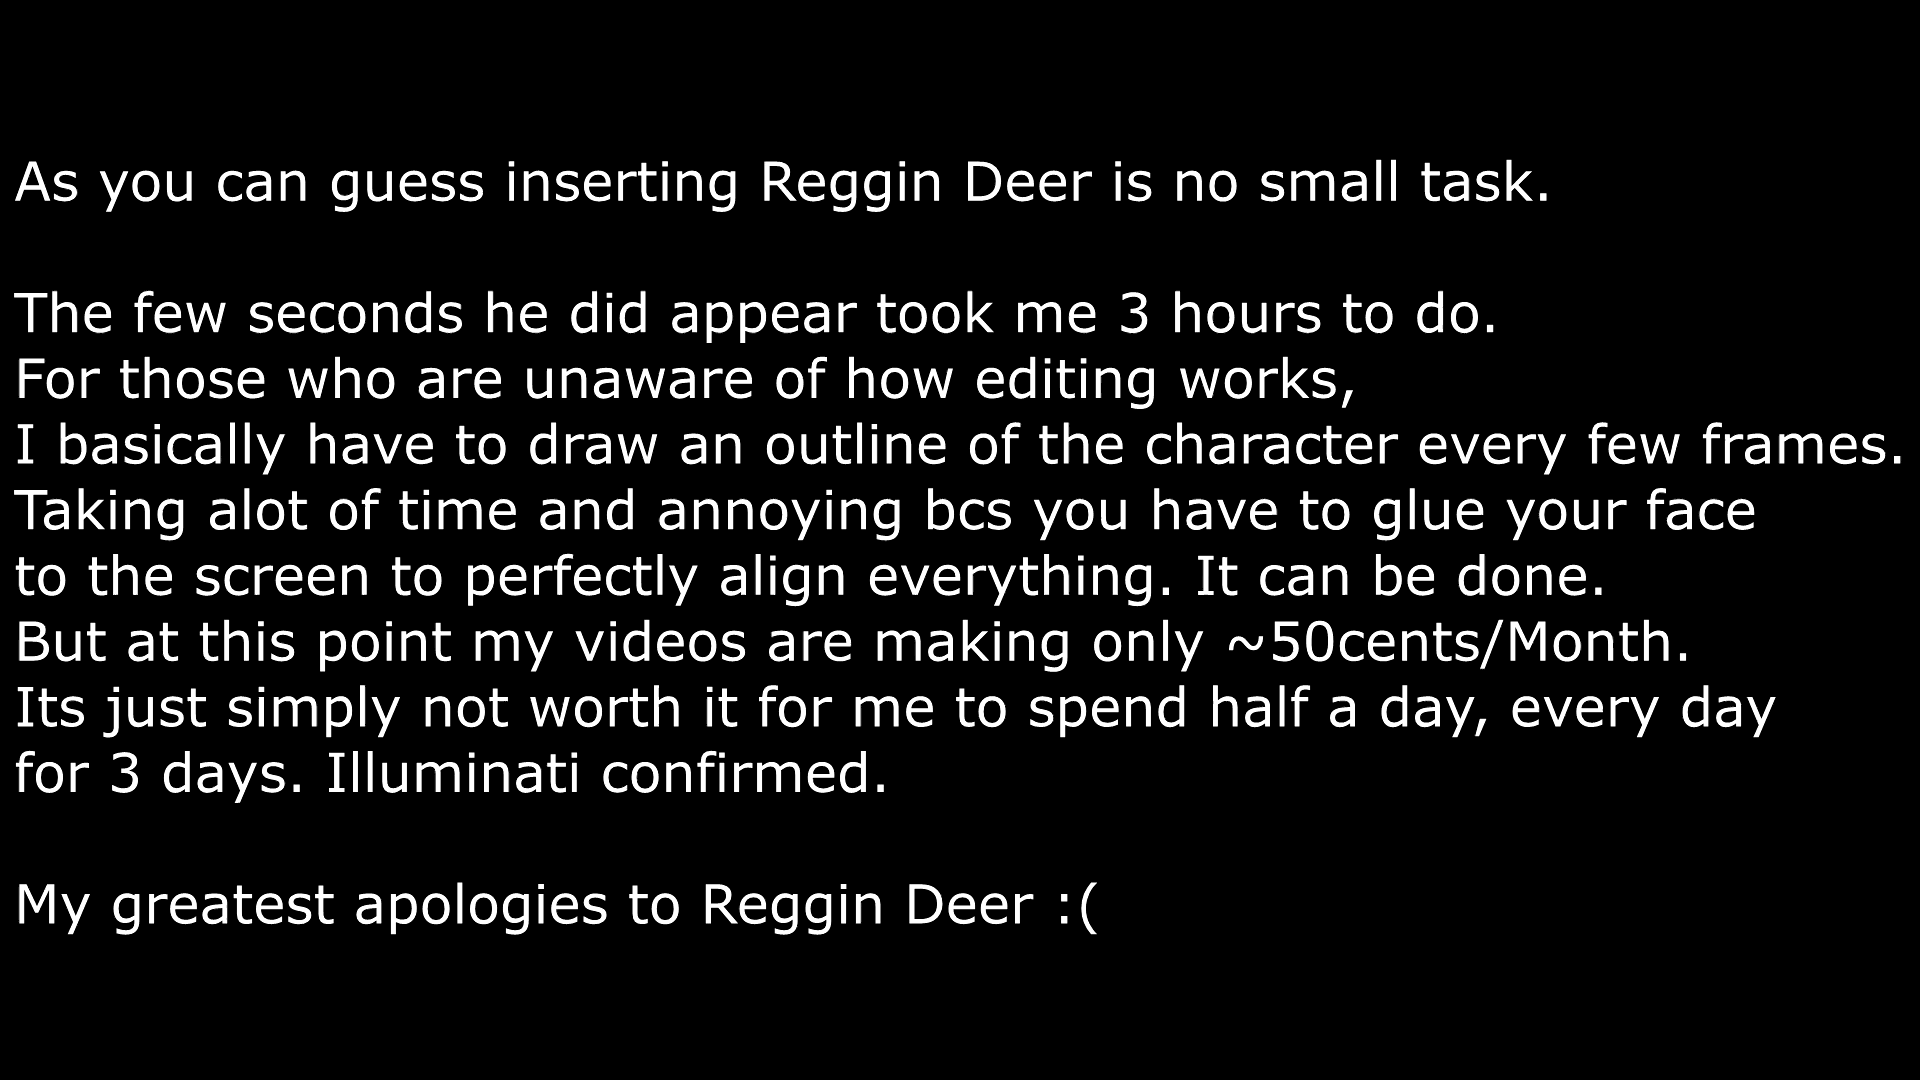 As you can guess inserting Reggin Deer is no small task.
The few seconds he did appear took me 3 hours to do.
For those who are unaware of how editing works,
I basically have to draw an outline of the character every few frames.
Taking alot of time and annoying bcs you have to glue your face
to the screen to perfectly align everything. It can be done.
But at this point my videos are making only ~50cents/Month.
Its just simply not worth it for me to spend half a day, every day
for 3 days. Illuminati confirmed.
My greatest apologies to Reggin Deer :(